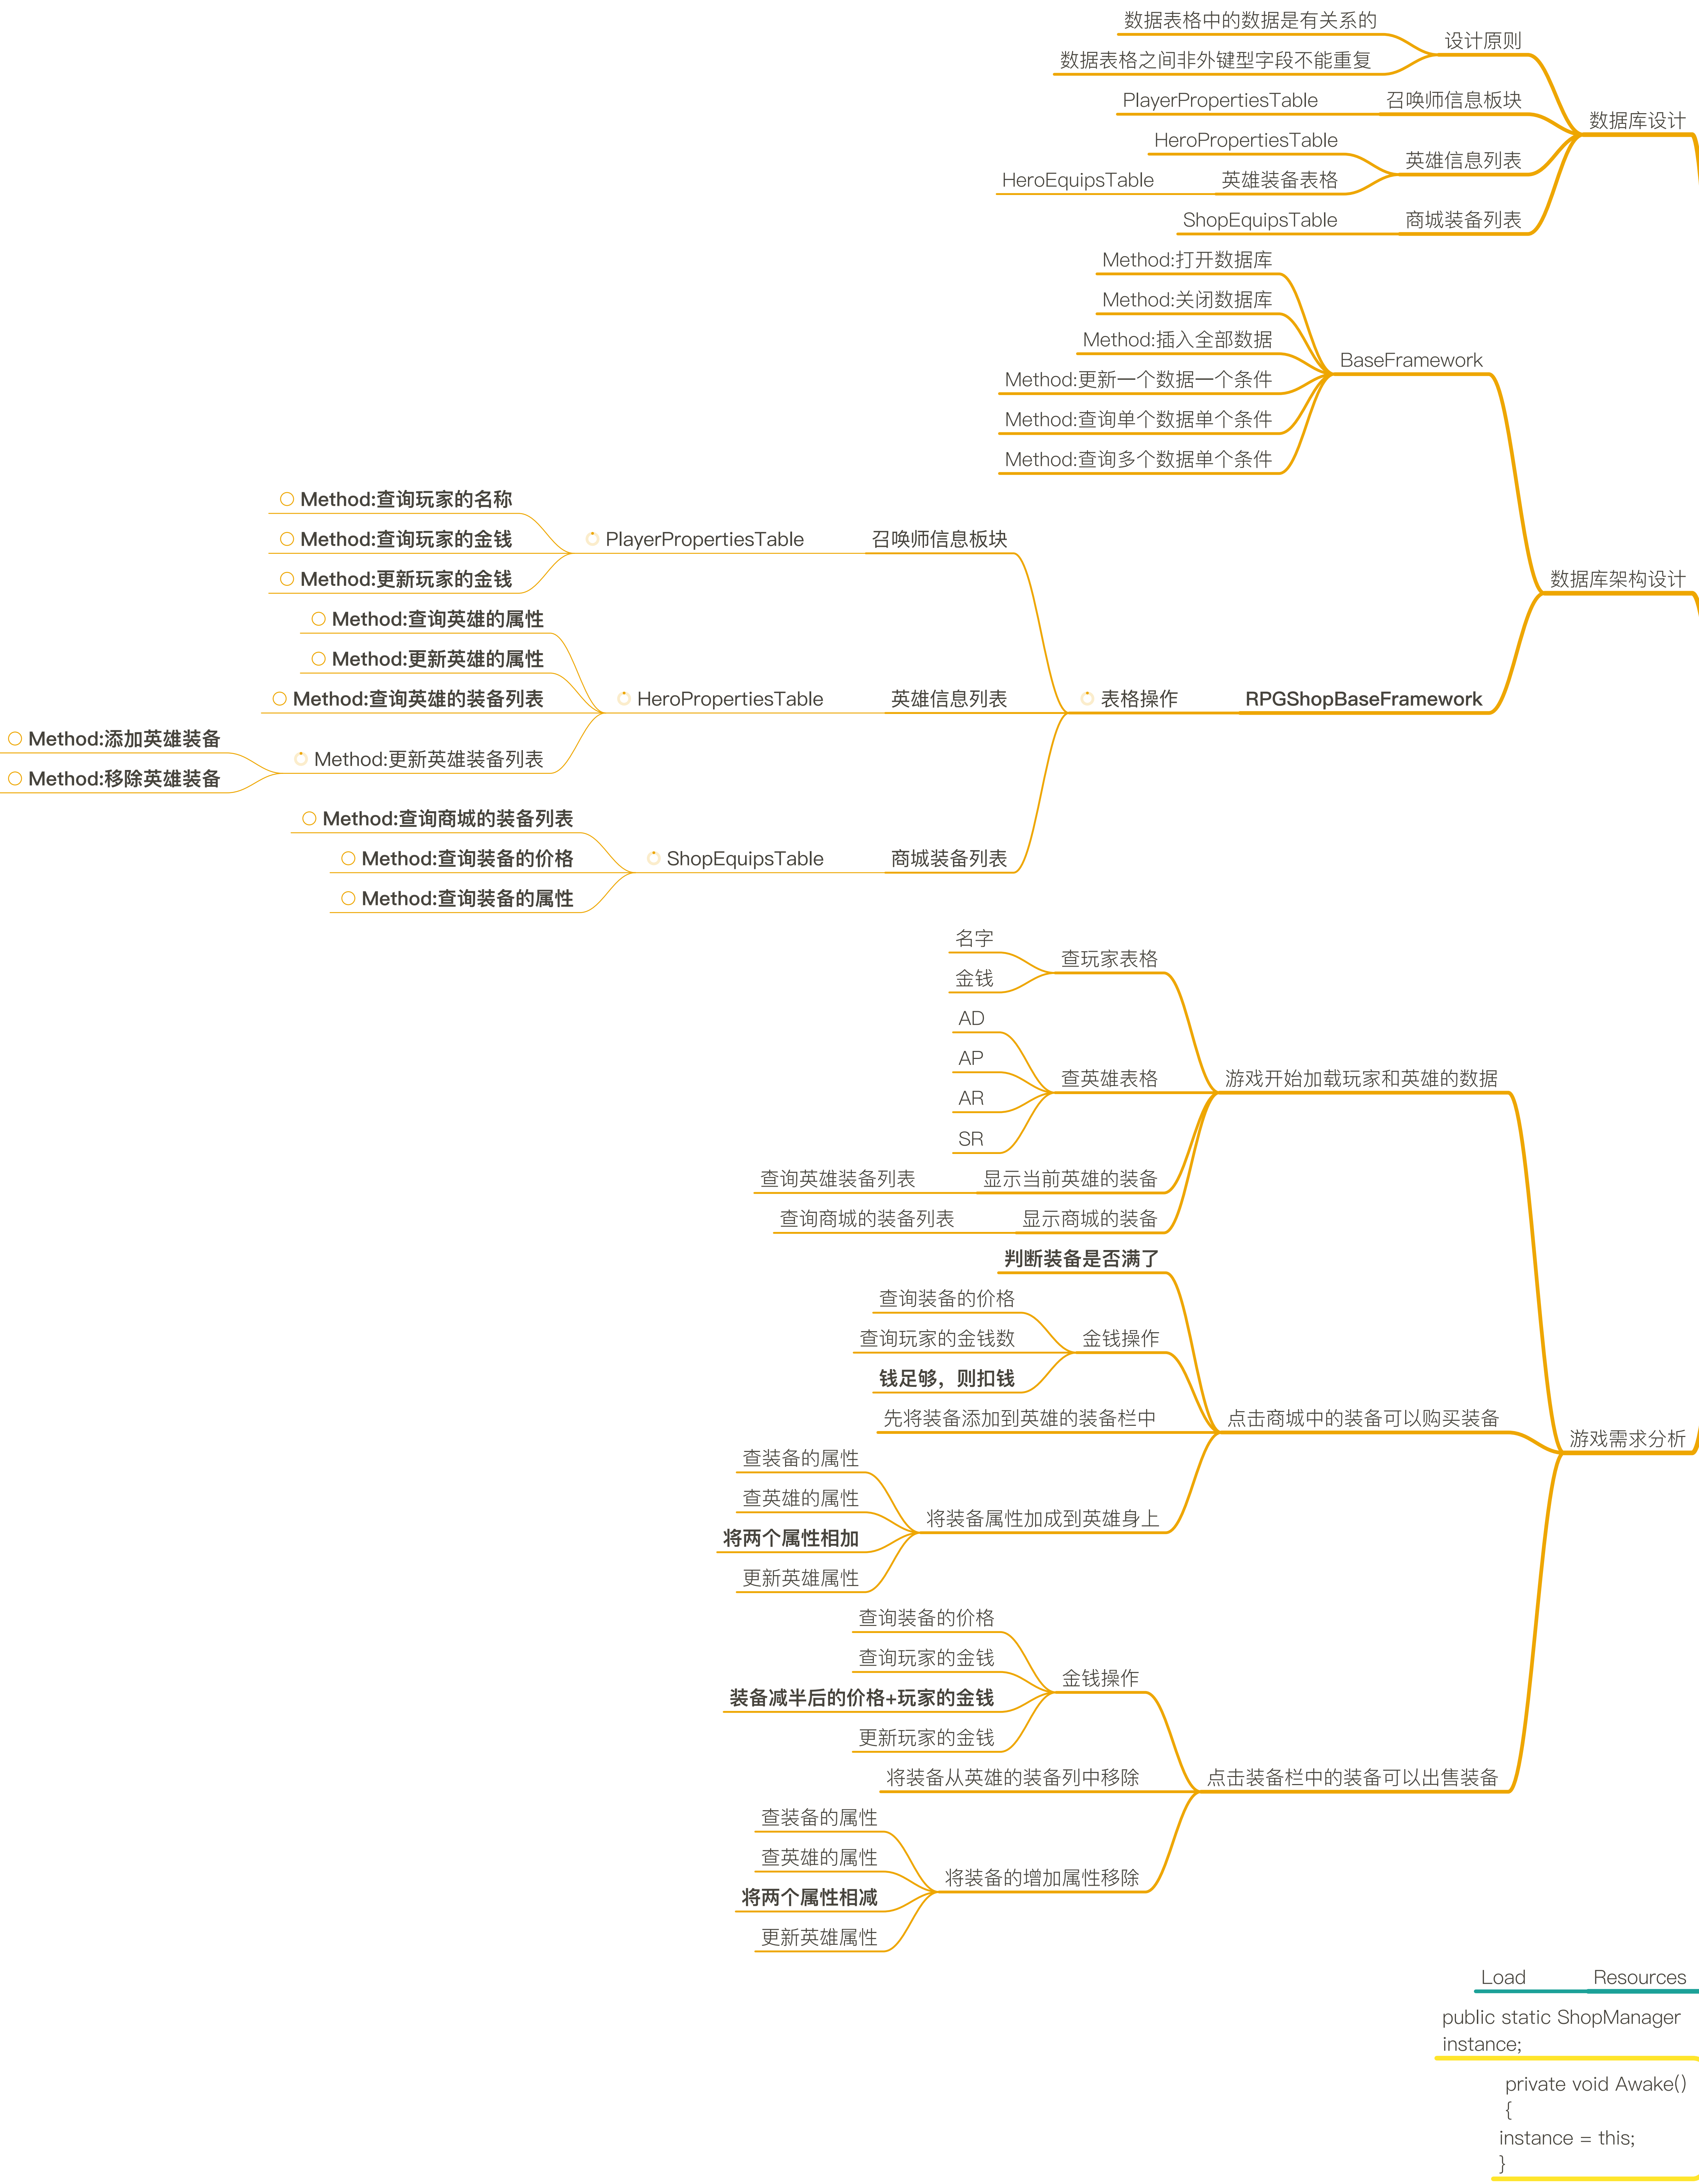 数据表格中的数据是有关系的
设计原则
数据表格之间非外键型字段不能重复
PlayerPropertiesTable
召唤师信息板块
数据库设计
HeroPropertiesTable
英雄信息列表
HeroEquipsTable
英雄装备表格
ShopEquipsTable
商城装备列表
Method:打开数据库
Method:关闭数据库
Method:插入全部数据
BaseFramework
Method:更新一个数据一个条件
Method:查询单个数据单个条件
Method:查询多个数据单个条件
Method:查询玩家的名称
Method:查询玩家的金钱
PlayerPropertiesTable
召唤师信息板块
Method:更新玩家的金钱
数据库架构设计
Method:查询英雄的属性
Method:更新英雄的属性
Method:查询英雄的装备列表
HeroPropertiesTable
英雄信息列表
表格操作
RPGShopBaseFramework
Method:添加英雄装备
Method:更新英雄装备列表
Method:移除英雄装备
Method:查询商城的装备列表
Method:查询装备的价格
ShopEquipsTable
商城装备列表
Method:查询装备的属性
名字
查玩家表格
金钱
AD
AP
查英雄表格
游戏开始加载玩家和英雄的数据
AR
SR
查询英雄装备列表
显示当前英雄的装备
查询商城的装备列表
显示商城的装备
判断装备是否满了
查询装备的价格
查询玩家的金钱数
金钱操作
钱足够，则扣钱
先将装备添加到英雄的装备栏中
点击商城中的装备可以购买装备
游戏需求分析
查装备的属性
查英雄的属性
将装备属性加成到英雄身上
将两个属性相加
更新英雄属性
查询装备的价格
查询玩家的金钱
金钱操作
装备减半后的价格+玩家的金钱
更新玩家的金钱
将装备从英雄的装备列中移除
点击装备栏中的装备可以出售装备
查装备的属性
查英雄的属性
将装备的增加属性移除
将两个属性相减
更新英雄属性
Load
Resources
public static ShopManager
instance;
private void Awake()
{
instance = this;
}